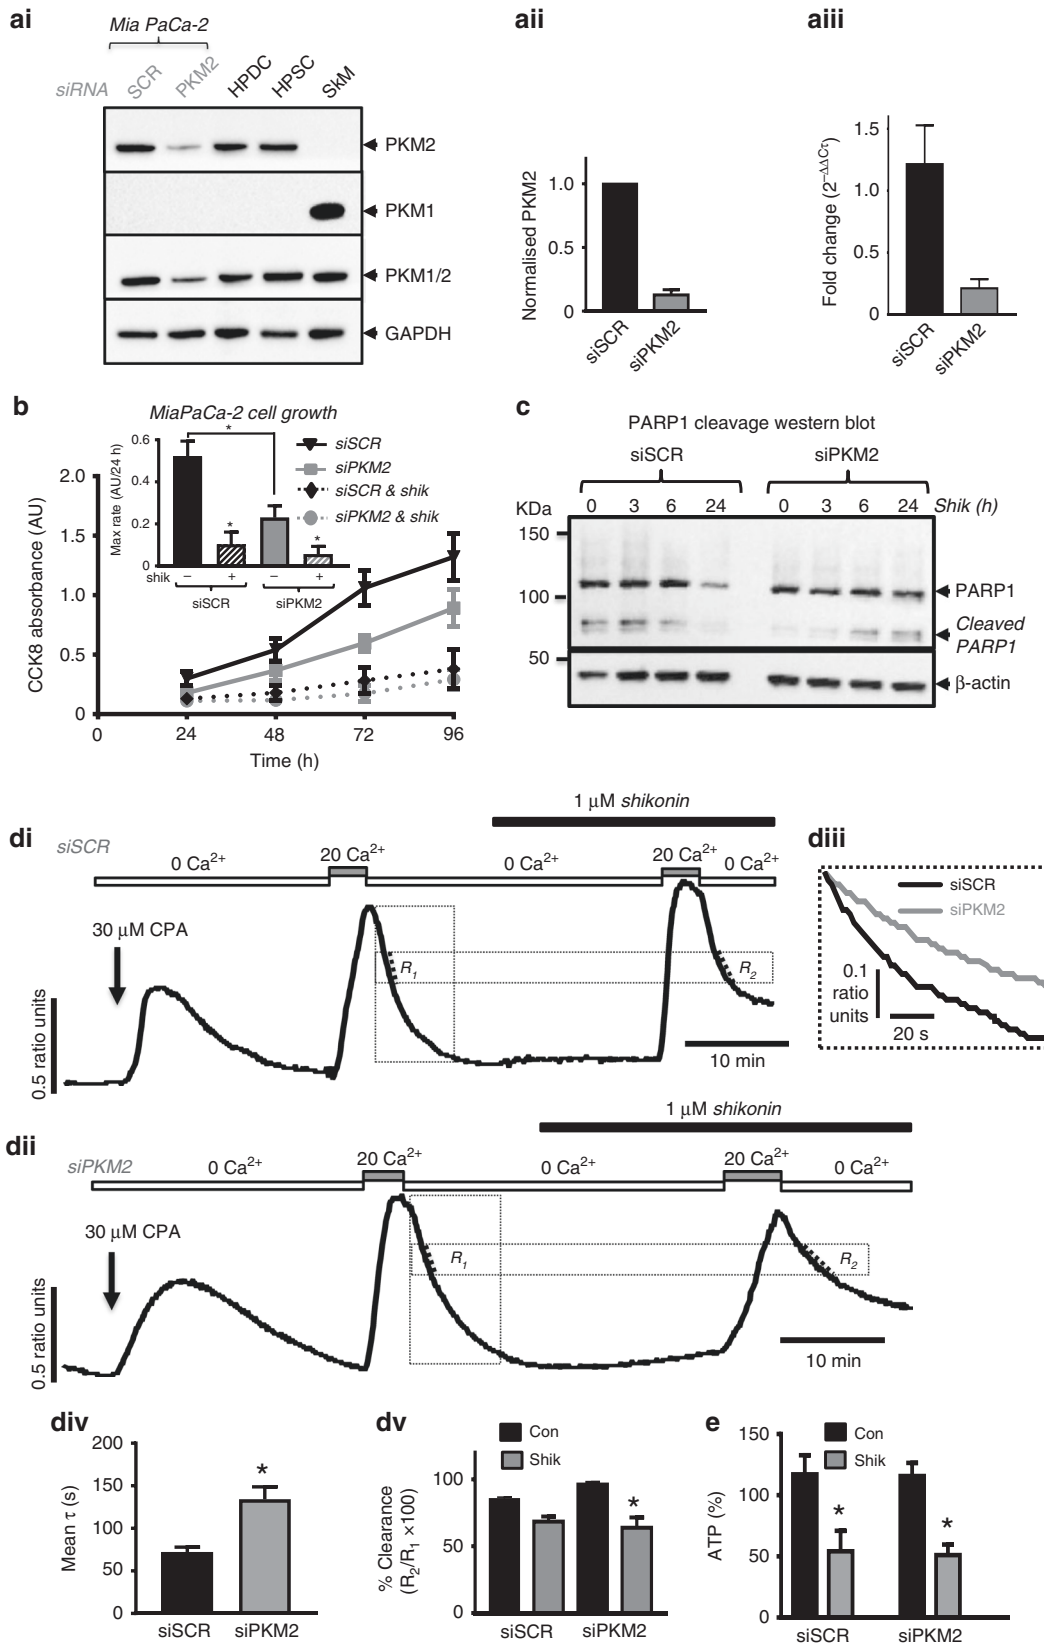 ai
Mia PaCa-2
siRNA SCR PKM2 HPDC HPSC SkM
PKM2
PKM1
PKM1/2
GAPDH
aii
Normalised PKM2
1.0
0.5
0
siSCR siPKM2
aiii
Fold change (2−ΔΔCτ)
1.5
1.0
0.5
0
siSCR siPKM2
b
MiaPaCa-2 cell growth
CCK8 absorbance (AU)
2.0
1.5
1.0
0.5
0
0 24 48 72 96
Time (h)
Max rate (AU/24 h)
0.6
0.4
0.2
0
*
* *
shik − + − +
siSCR siPKM2
siSCR
siPKM2
siSCR & shik
siPKM2 & shik
c
PARP1 cleavage western blot
siSCR siPKM2
0 3 6 24 0 3 6 24 Shik (h)
KDa
150
100
50
PARP1
Cleaved
PARP1
β-actin
di
siSCR
1 μM shikonin
0 Ca2+ 20 Ca2+ 0 Ca2+ 20 Ca2+ 0 Ca2+
30 μM CPA
R1 R2
0.5 ratio units
10 min
diii
siSCR
siPKM2
0.1
ratio
units
20 s
dii
siPKM2
1 μM shikonin
0 Ca2+ 20 Ca2+ 0 Ca2+ 20 Ca2+ 0 Ca2+
30 μM CPA
R1 R2
0.5 ratio units
10 min
div
Mean τ (s)
200
150
100
50
0
*
siSCR siPKM2
dv
Con
Shik
% Clearance
(R2/R1 ×100)
100
50
0
*
siSCR siPKM2
e
Con
Shik
ATP (%)
150
100
50
0
* *
siSCR siPKM2